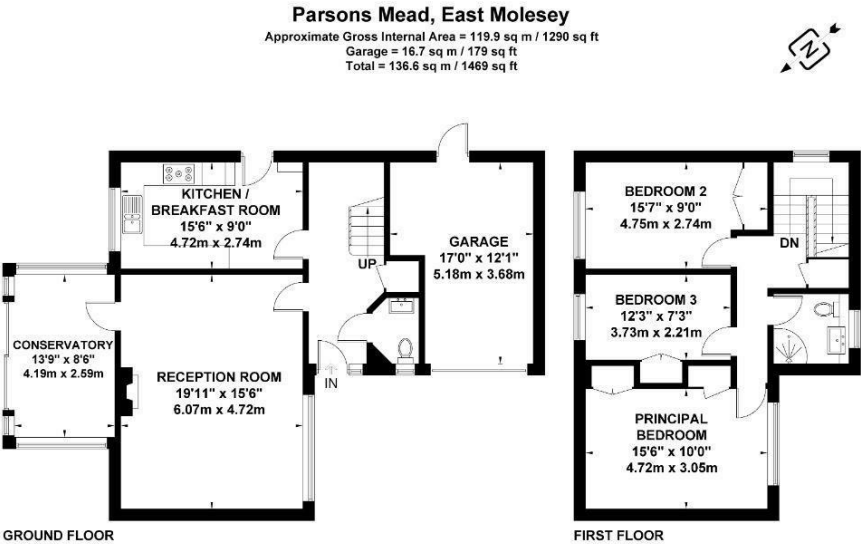 Parsons Mead, East Molesey
Approximate Gross Internal Area = 119.9 sq m / 1290 sq ft
Garage = 16.7 sq m / 179 sq ft
Total = 136.6 sq m / 1469 sq ft
N
KITCHEN /
BREAKFAST ROOM
15'6" x 9'0"
4.72m x 2.74m
UP
GARAGE
17'0" x 12'1"
5.18m x 3.68m
CONSERVATORY
13'9" x 8'6"
4.19m x 2.59m
RECEPTION ROOM
19'11" x 15'6"
6.07m x 4.72m
IN
GROUND FLOOR
BEDROOM 2
15'7" x 9'0"
4.75m x 2.74m
DN
BEDROOM 3
12'3" x 7'3"
3.73m x 2.21m
PRINCIPAL
BEDROOM
15'6" x 10'0"
4.72m x 3.05m
FIRST FLOOR